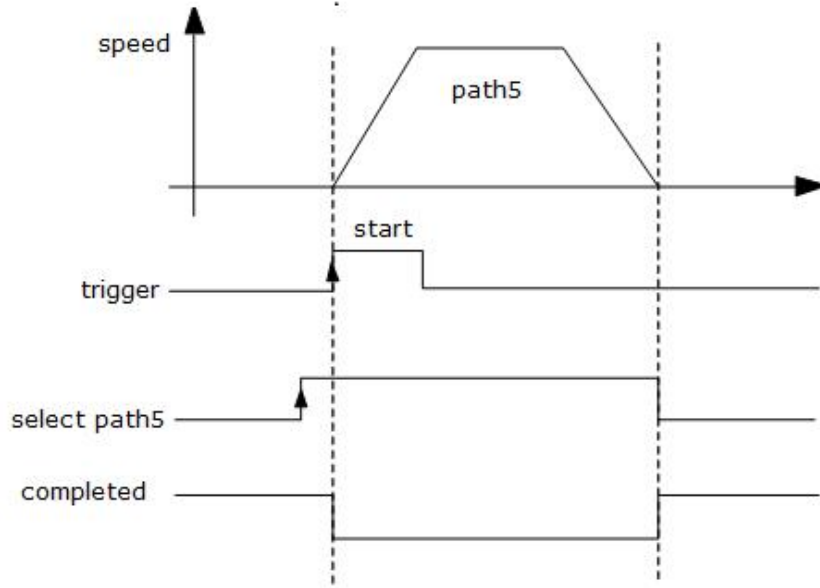 speed
path5
start
trigger
select path5
completed